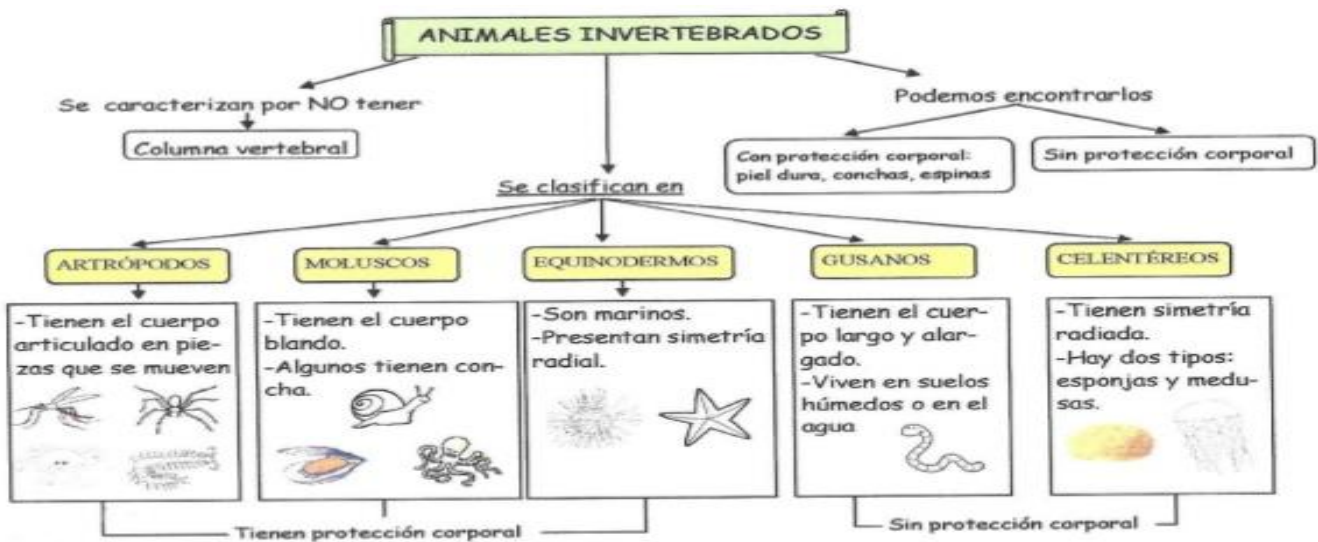 ANIMALES INVERTEBRADOS
Se caracterizan por NO tener
Columna vertebral
Podemos encontrarlos
Con protección corporal:
piel dura, conchas, espinas
Sin protección corporal
Se clasifican en
ARTRÓPODOS
MOLUSCOS
EQUINODERMOS
GUSANOS
CELENTÉREOS
-Tienen el cuerpo
articulado en pie-
zas que se mueven
-Tienen el cuerpo
blando.
-Algunos tienen con-
cha.
-Son marinos.
-Presentan simetría
radial.
-Tienen el cuer-
po largo y alar-
gado.
-Viven en suelos
húmedos o en el
agua
-Tienen simetría
radiada.
-Hay dos tipos:
esponjas y medu-
sas.
Tienen protección corporal
Sin protección corporal